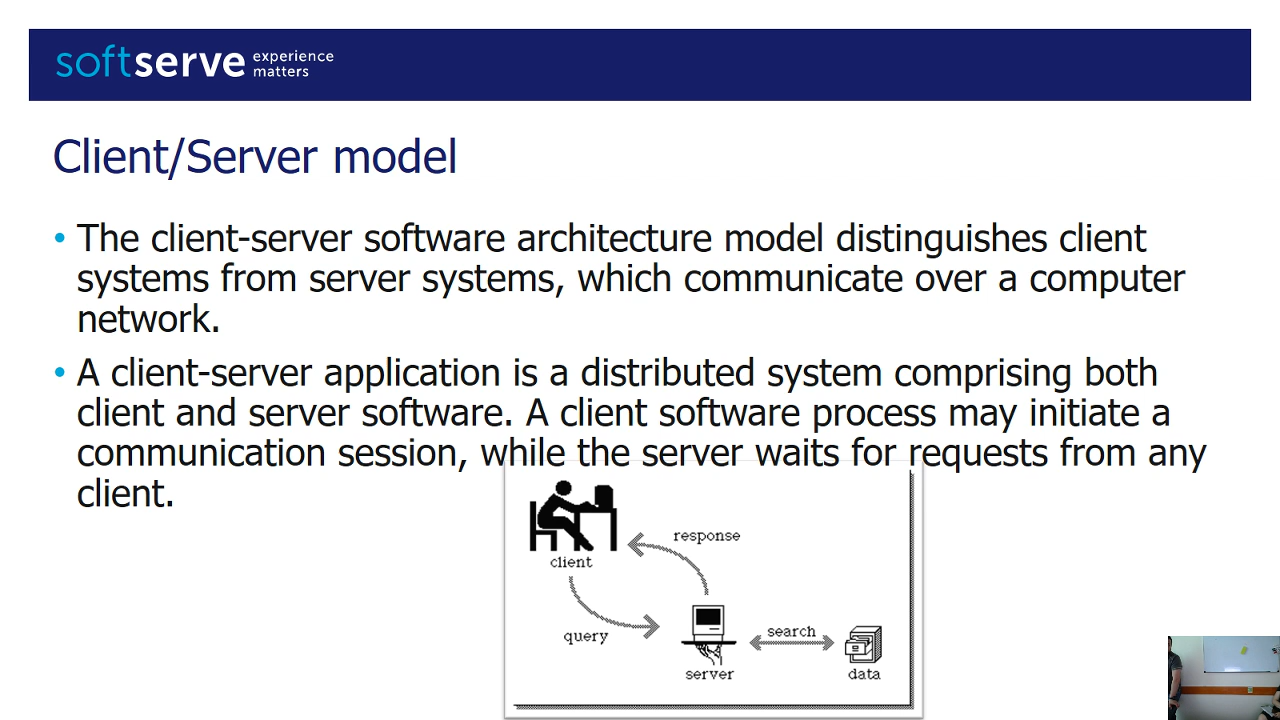 softserve experience
matters
Client/Server model
• The client-server software architecture model distinguishes client
systems from server systems, which communicate over a computer
network.
• A client-server application is a distributed system comprising both
client and server software. A client software process may initiate a
communication session, while the server waits for requests from any
client.
response
client
query
search
server
data